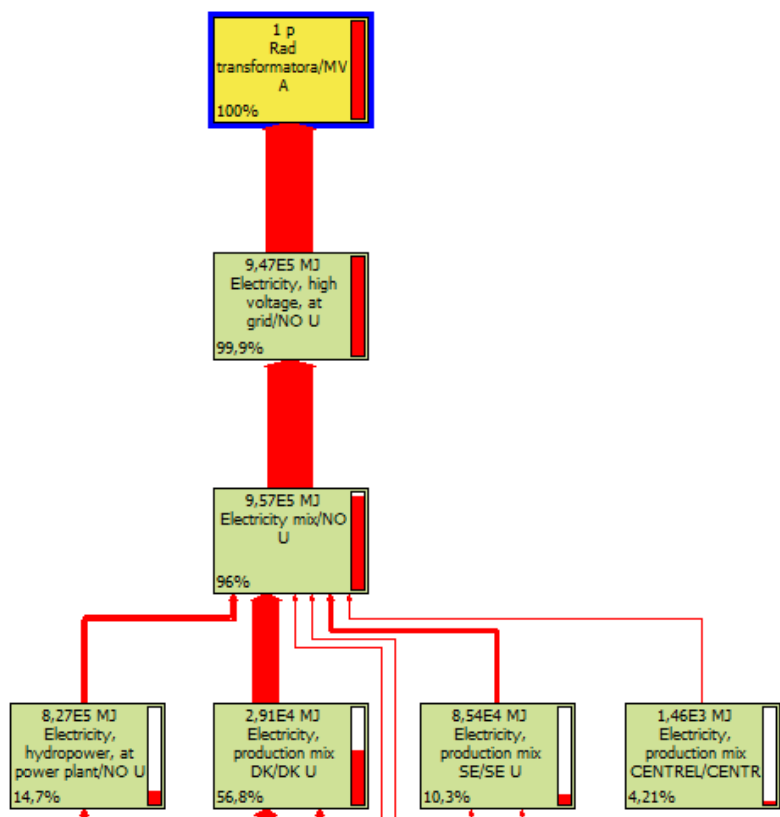 1 p
Rad
transformatora/MV
A
100%
9,47E5 MJ
Electricity, high
voltage, at
grid/NO U
99,9%
9,57E5 MJ
Electricity mix/NO
U
96%
8,27E5 MJ
Electricity,
hydropower, at
power plant/NO U
14,7%
2,91E4 MJ
Electricity,
production mix
DK/DK U
56,8%
8,54E4 MJ
Electricity,
production mix
SE/SE U
10,3%
1,46E3 MJ
Electricity,
production mix
CENTREL/CENTR
4,21%